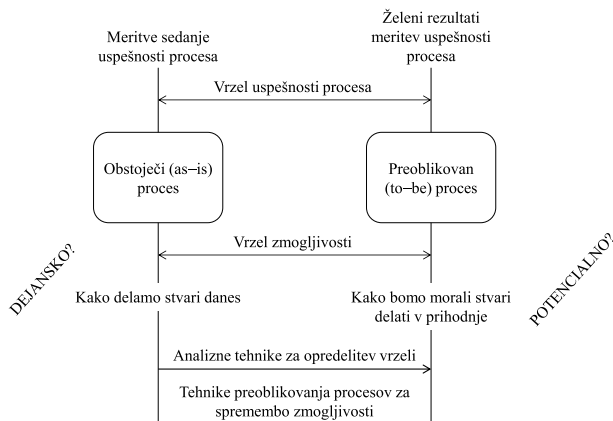 Meritve sedanje
uspešnosti procesa
Želeni rezultati
meritev uspešnosti
procesa
Vrzel uspešnosti procesa
Obstoječi (as–is)
proces
Preoblikovan
(to–be) proces
Vrzel zmogljivosti
DEJANSKO?
POTENCIALNO?
Kako delamo stvari danes
Kako bomo morali stvari
delati v prihodnje
Analizne tehnike za opredelitev vrzeli
Tehnike preoblikovanja procesov za
spremembo zmogljivosti